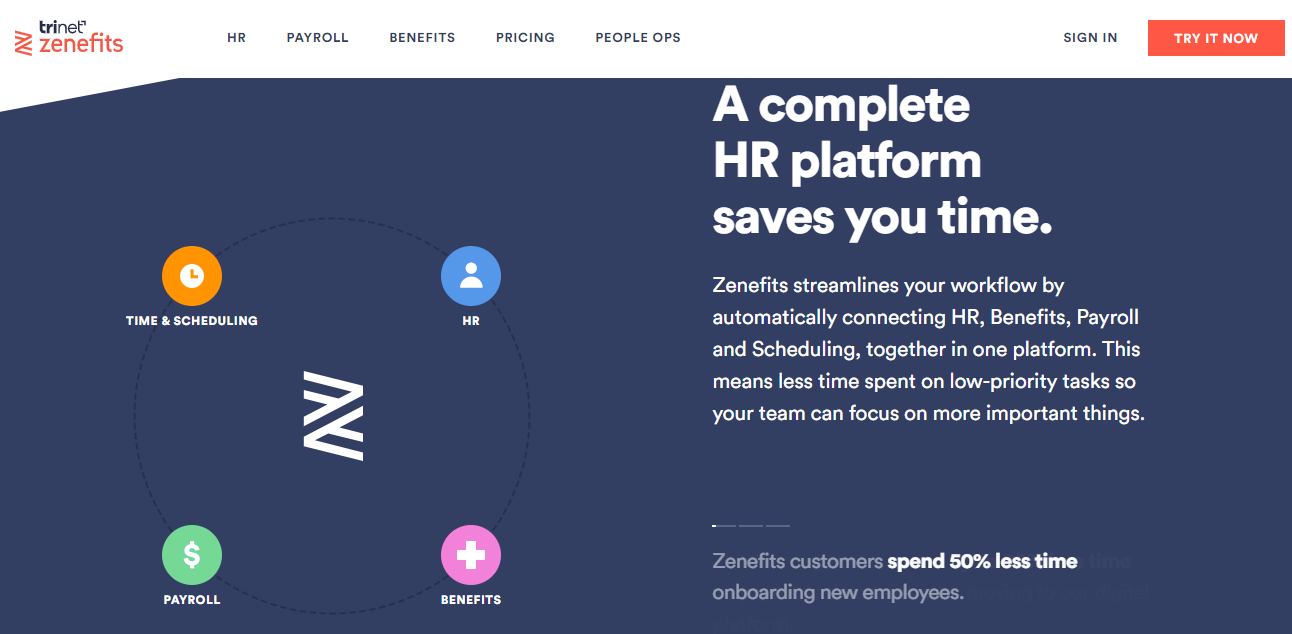 trinet
zenefits
HR PAYROLL BENEFITS PRICING PEOPLE OPS SIGN IN TRY IT NOW
A complete
HR platform
saves you time.
Zenefits streamlines your workflow by
automatically connecting HR, Benefits, Payroll
and Scheduling, together in one platform. This
means less time spent on low-priority tasks so
your team can focus on more important things.
TIME & SCHEDULING
HR
PAYROLL
BENEFITS
Zenefits customers spend 50% less time
onboarding new employees.